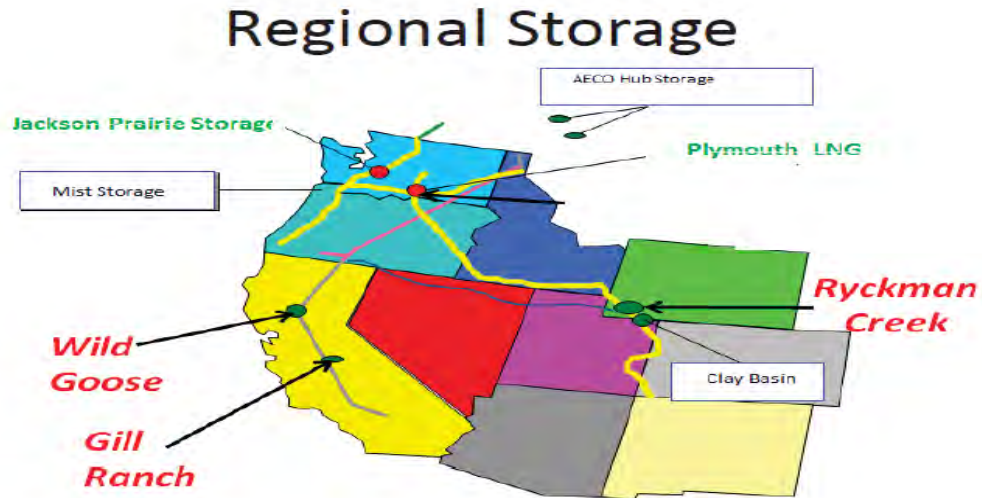 Regional Storage
AECO Hub Storage
Jackson Prairie Storage
Plymouth LNG
Mist Storage
Ryckman
Creek
Wild
Goose
Clay Basin
Gill
Ranch